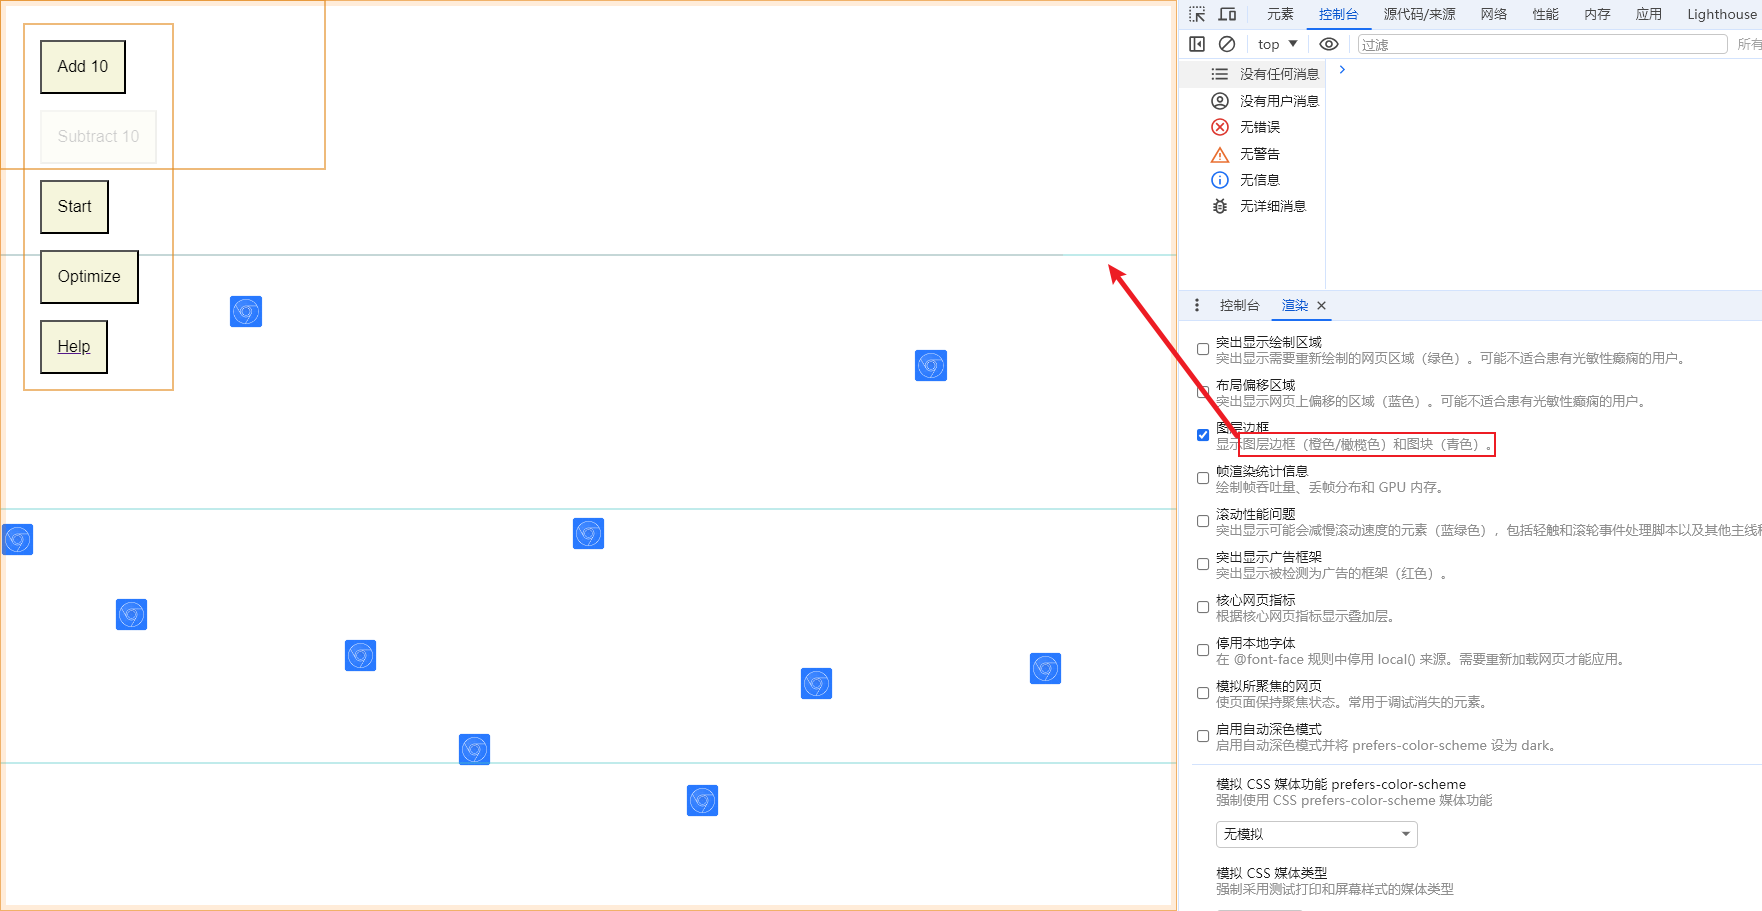 Add 10
Subtract 10
Start
Optimize
Help
元素 控制台 源代码/来源 网络 性能 内存 应用 Lighthouse
top 过滤 所有
没有任何消息
没有用户消息
无错误
无警告
无信息
无详细消息
控制台 渲染
突出显示绘制区域
突出显示需要重新绘制的网页区域（绿色）。可能不适合患有光敏性癫痫的用户。
布局偏移区域
突出显示网页上偏移的区域（蓝色）。可能不适合患有光敏性癫痫的用户。
图层边框
显示图层边框（橙色/橄榄色）和图块（青色）。
帧渲染统计信息
绘制帧吞吐量、丢帧分布和 GPU 内存。
滚动性能问题
突出显示可能会减慢滚动速度的元素（蓝绿色），包括轻触和滚轮事件处理脚本以及其他主线
突出显示广告框架
突出显示被检测为广告的框架（红色）。
核心网页指标
根据核心网页指标显示叠加层。
停用本地字体
在 @font-face 规则中停用 local() 来源。需要重新加载网页才能应用。
模拟所聚焦的网页
使页面保持聚焦状态。常用于调试消失的元素。
启用自动深色模式
启用自动深色模式并将 prefers-color-scheme 设为 dark。
模拟 CSS 媒体功能 prefers-color-scheme
强制使用 CSS prefers-color-scheme 媒体功能
无模拟
模拟 CSS 媒体类型
强制采用测试打印和屏幕样式的媒体类型